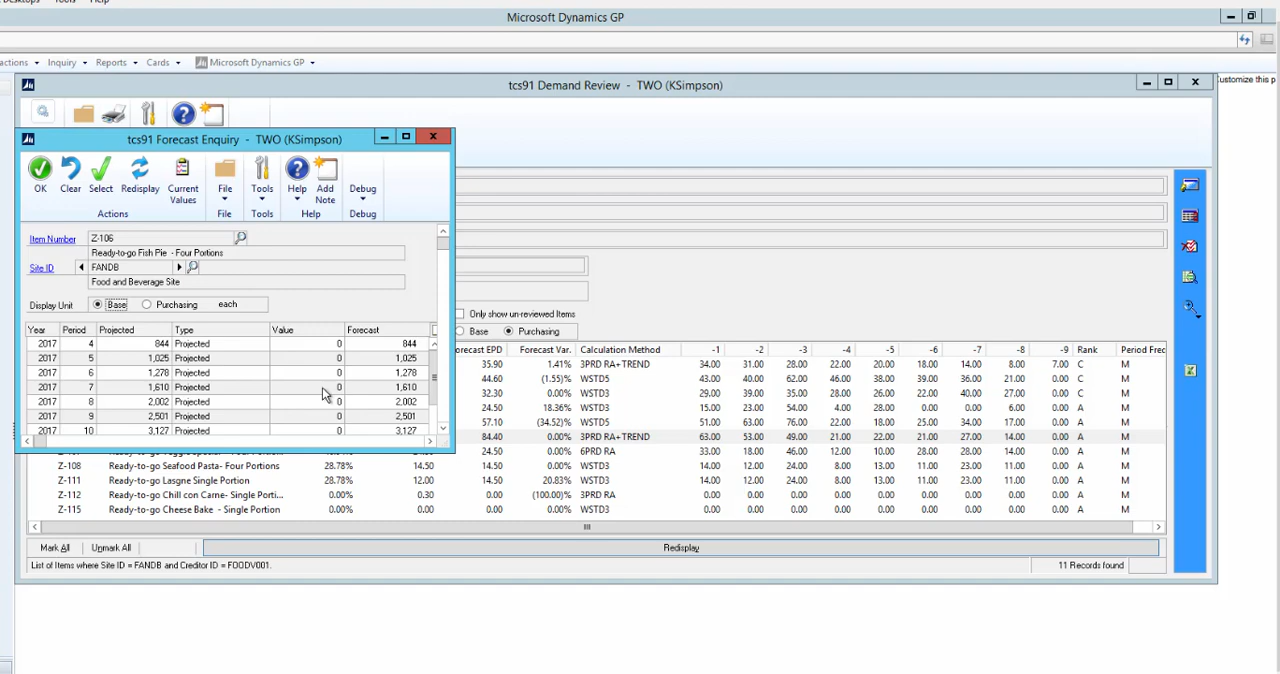 Desktops Tools Help
Microsoft Dynamics GP
actions Inquiry Reports Cards Microsoft Dynamics GP
ustomize this p
tcs91 Demand Review - TWO (KSimpson)
tcs91 Forecast Enquiry - TWO (KSimpson)
OK Clear Select Redisplay Current Values File Tools Help Add Note Debug
Actions File Tools Help Debug
Item Number Z-106
Ready-to-go Fish Pie - Four Portions
Site ID FANDB
Food and Beverage Site
Display Unit Base Purchasing each
Year Period Projected Type Value Forecast
2017 4 844 Projected 0 844
2017 5 1,025 Projected 0 1,025
2017 6 1,278 Projected 0 1,278
2017 7 1,610 Projected 0 1,610
2017 8 2,002 Projected 0 2,002
2017 9 2,501 Projected 0 2,501
2017 10 3,127 Projected 0 3,127
Only show un-reviewed Items
Base Purchasing
orecast EPD Forecast Var. Calculation Method -1 -2 -3 -4 -5 -6 -7 -8 -9 Rank Period Frec
35.90 1.41% 3PRD RA+TREND 34.00 31.00 28.00 22.00 20.00 18.00 14.00 8.00 7.00 C M
44.60 (1.55)% WSTD5 43.00 40.00 62.00 46.00 38.00 39.00 36.00 21.00 0.00 C M
32.30 0.00% WSTD3 29.00 39.00 35.00 28.00 26.00 22.00 40.00 27.00 0.00 C M
24.50 18.36% WSTD3 15.00 23.00 54.00 4.00 28.00 0.00 0.00 6.00 0.00 A M
57.10 (34.52)% WSTD5 51.00 63.00 76.00 22.00 18.00 25.00 34.00 17.00 0.00 A M
84.40 0.00% 3PRD RA+TREND 63.00 53.00 49.00 21.00 22.00 21.00 27.00 14.00 0.00 A M
24.50 0.00% 6PRD RA 33.00 18.00 46.00 12.00 10.00 28.00 28.00 0.00 0.00 A M
Z-108 Ready-to-go Seafood Pasta- Four Portions 28.78% 14.50 14.50 0.00% WSTD3 14.00 12.00 24.00 8.00 13.00 11.00 23.00 11.00 0.00 A M
Z-111 Ready-to-go Lasgne Single Portion 28.78% 12.00 14.50 20.83% WSTD3 14.00 12.00 24.00 8.00 13.00 11.00 23.00 11.00 0.00 A M
Z-112 Ready-to-go Chill con Carne- Single Porti... 0.00% 0.30 0.00 (100.00)% 3PRD RA 0.00 0.00 0.00 0.00 0.00 0.00 0.00 0.00 0.00 A M
Z-115 Ready-to-go Cheese Bake - Single Portion 0.00% 0.00 0.00 0.00% WSTD3 0.00 0.00 0.00 0.00 0.00 0.00 0.00 0.00 0.00 A M
Mark All Unmark All Redisplay
List of Items where Site ID = FANDB and Creditor ID = FOODV001. 11 Records found